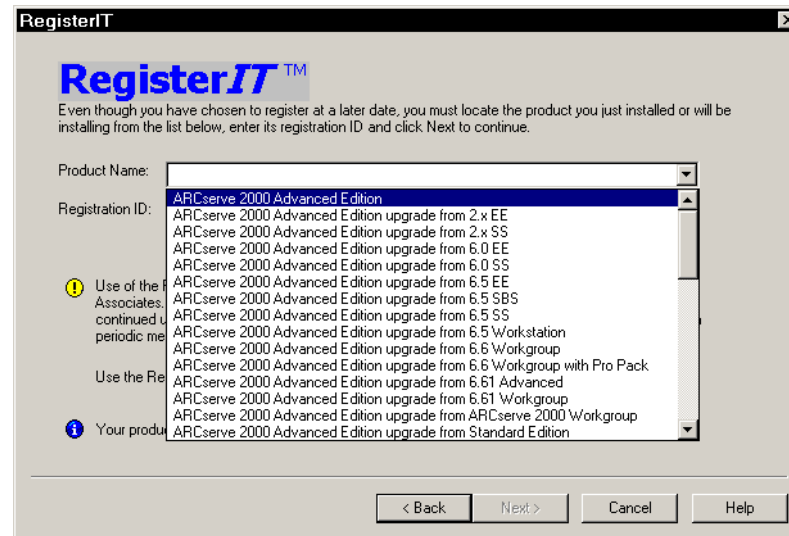 RegisterIT
RegisterIT™
Even though you have chosen to register at a later date, you must locate the product you just installed or will be
installing from the list below, enter its registration ID and click Next to continue.
Product Name:
ARCserve 2000 Advanced Edition
Registration ID:
ARCserve 2000 Advanced Edition upgrade from 2.x EE
ARCserve 2000 Advanced Edition upgrade from 2.x SS
ARCserve 2000 Advanced Edition upgrade from 6.0 EE
ARCserve 2000 Advanced Edition upgrade from 6.0 SS
ARCserve 2000 Advanced Edition upgrade from 6.5 EE
ARCserve 2000 Advanced Edition upgrade from 6.5 SBS
ARCserve 2000 Advanced Edition upgrade from 6.5 SS
ARCserve 2000 Advanced Edition upgrade from 6.5 Workstation
ARCserve 2000 Advanced Edition upgrade from 6.6 Workgroup
ARCserve 2000 Advanced Edition upgrade from 6.6 Workgroup with Pro Pack
ARCserve 2000 Advanced Edition upgrade from 6.61 Advanced
ARCserve 2000 Advanced Edition upgrade from 6.61 Workgroup
ARCserve 2000 Advanced Edition upgrade from ARCserve 2000 Workgroup
ARCserve 2000 Advanced Edition upgrade from Standard Edition
Use of the
Associates.
continued
periodic
Use the
Your
< Back
Next >
Cancel
Help